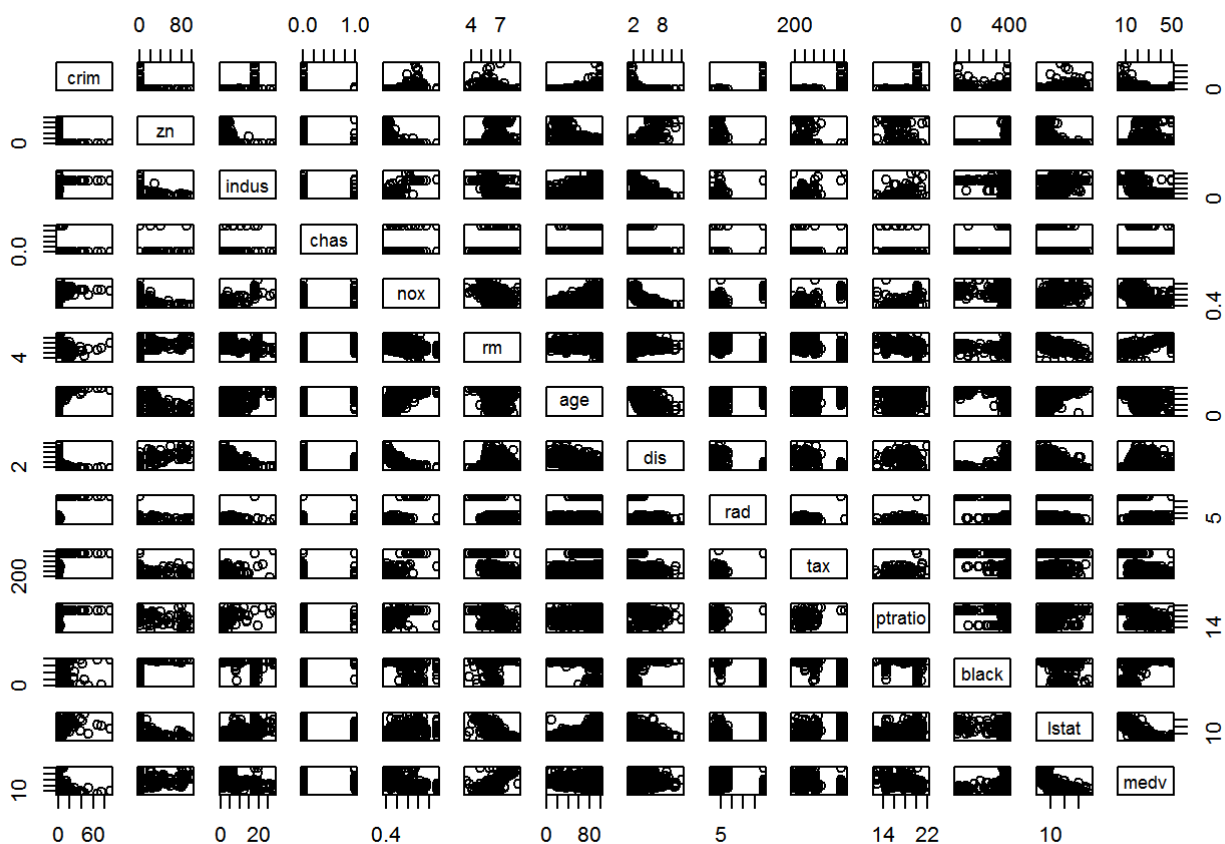 0 80 0.0 1.0 4 7 2 8 200 0 400 10 50
crim 0
0 zn
indus 0
0.0 chas
nox 0.4
4 rm
age 0
2 dis
rad 5
200 tax
ptratio 14
0 black
lstat 10
10 medv
0 60 0 20 0.4 0 80 5 14 22 10